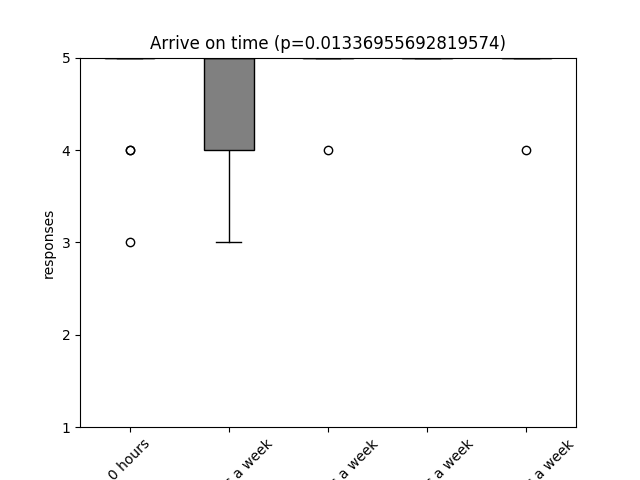 Arrive on time (p=0.01336955692819574)
5
4
3
2
1
responses
0 hours
s a week
a week
s a week
a week